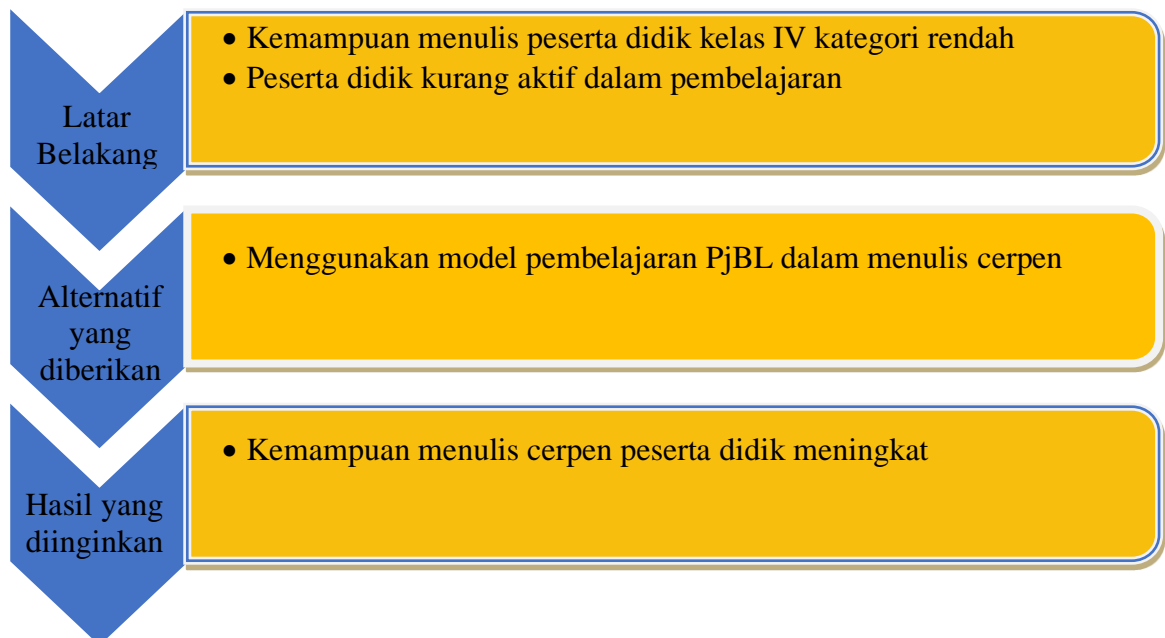 Latar
Belakang
• Kemampuan menulis peserta didik kelas IV kategori rendah
• Peserta didik kurang aktif dalam pembelajaran
Alternatif
yang
diberikan
• Menggunakan model pembelajaran PjBL dalam menulis cerpen
Hasil yang
diinginkan
• Kemampuan menulis cerpen peserta didik meningkat